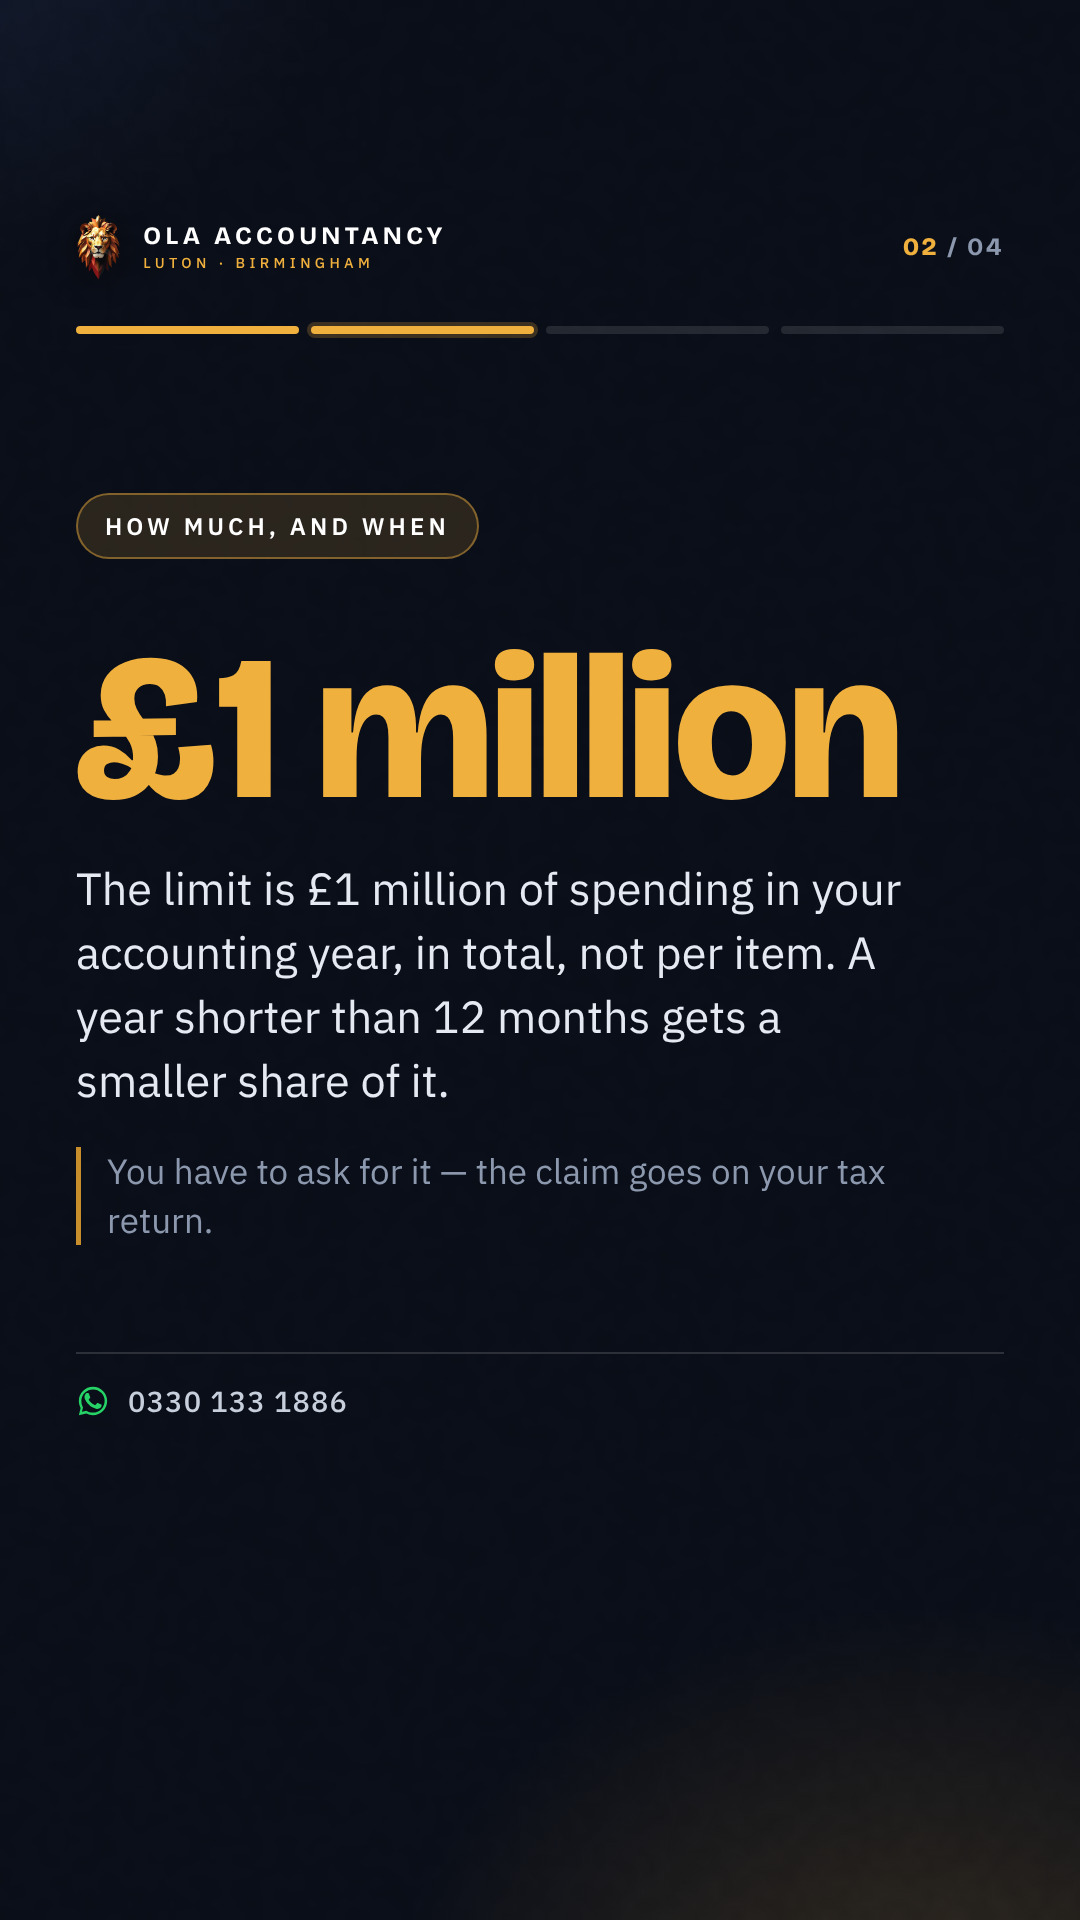 OLA ACCOUNTANCY
LUTON · BIRMINGHAM
02 / 04
HOW MUCH, AND WHEN
£1 million
The limit is £1 million of spending in your
accounting year, in total, not per item. A
year shorter than 12 months gets a
smaller share of it.
You have to ask for it — the claim goes on your tax
return.
0330 133 1886